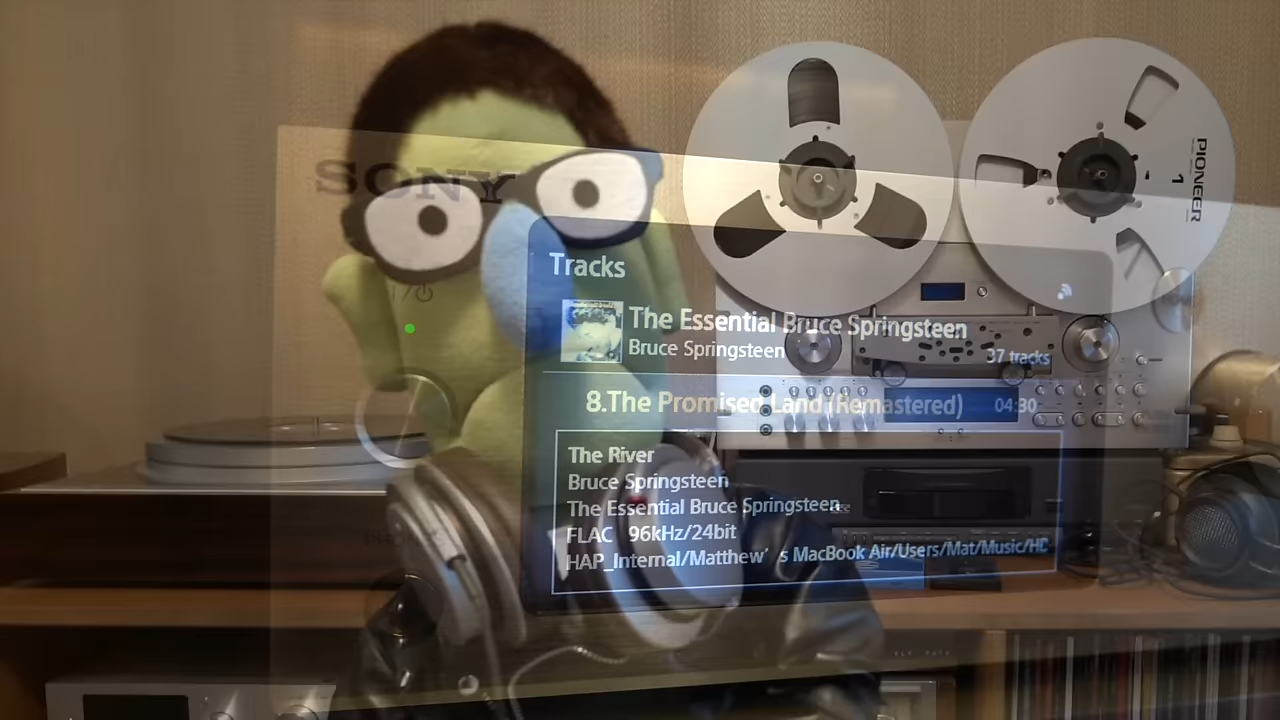 SONY
PIONEER
1
Tracks
The Essential Bruce Springsteen
Bruce Springsteen
37 tracks
8.The Promised Land (Remastered) 04:30
The River
Bruce Springsteen
The Essential Bruce Springsteen
FLAC 96kHz/24bit
HAP_Internal/Matthew’s MacBook Air/Users/Mat/Music/HD